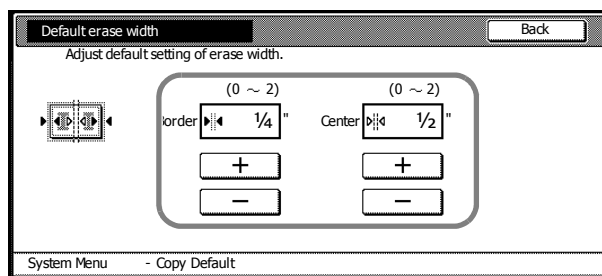 Default erase width Back
Adjust default setting of erase width.
(0 ~ 2) (0 ~ 2)
order ¼ " Center ½ "
+ +
− −
System Menu - Copy Default